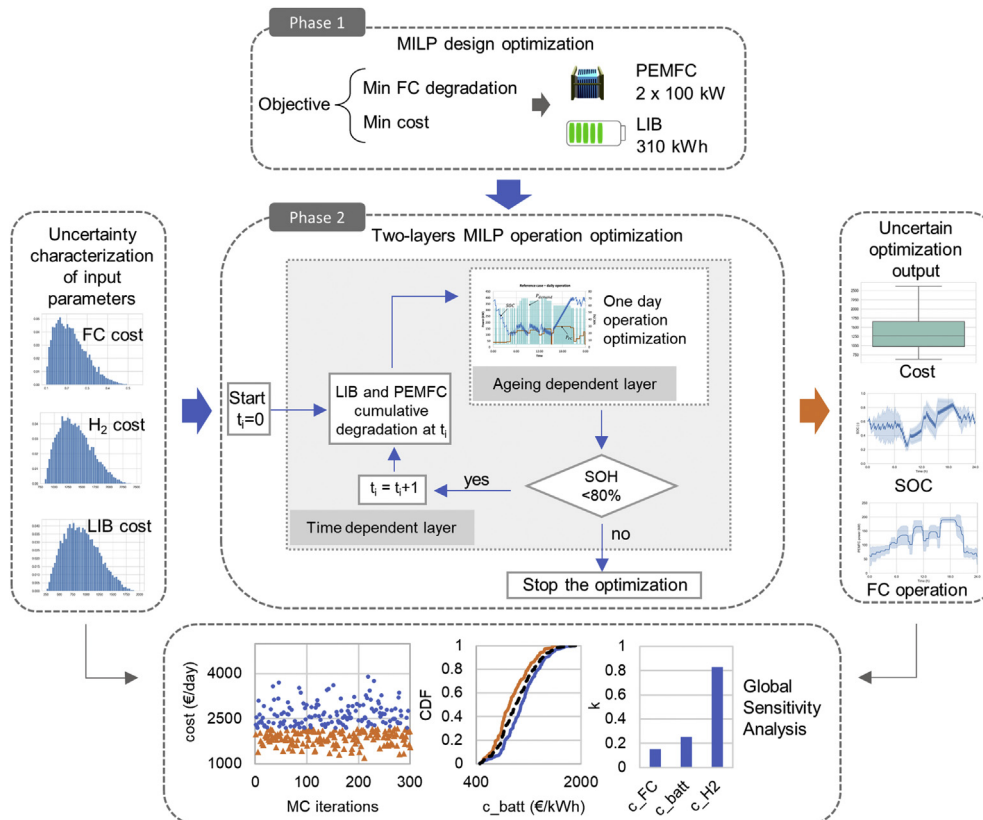 Phase 1
MILP design optimization
Objective
Min FC degradation
Min cost
PEMFC
2 x 100 kW
LIB
310 kWh
Phase 2
Two-layers MILP operation optimization
Uncertainty
characterization
of input
parameters
FC cost
H₂ cost
LIB cost
Start
tᵢ=0
LIB and PEMFC
cumulative
degradation at tᵢ
tᵢ = tᵢ+1
Time dependent layer
Reference case – daily operation
SOC
One day
operation
optimization
Ageing dependent layer
yes
SOH
<80%
no
Stop the optimization
Uncertain
optimization
output
Cost
SOC
FC operation
cost (€/day)
4000
2500
1000
0
100
200
300
MC iterations
CDF
1
0.8
0.6
0.4
0.2
0
400
2000
c_batt (€/kWh)
k
1
0.8
0.6
0.4
0.2
0
c_FC
c_batt
c_H2
Global
Sensitivity
Analysis